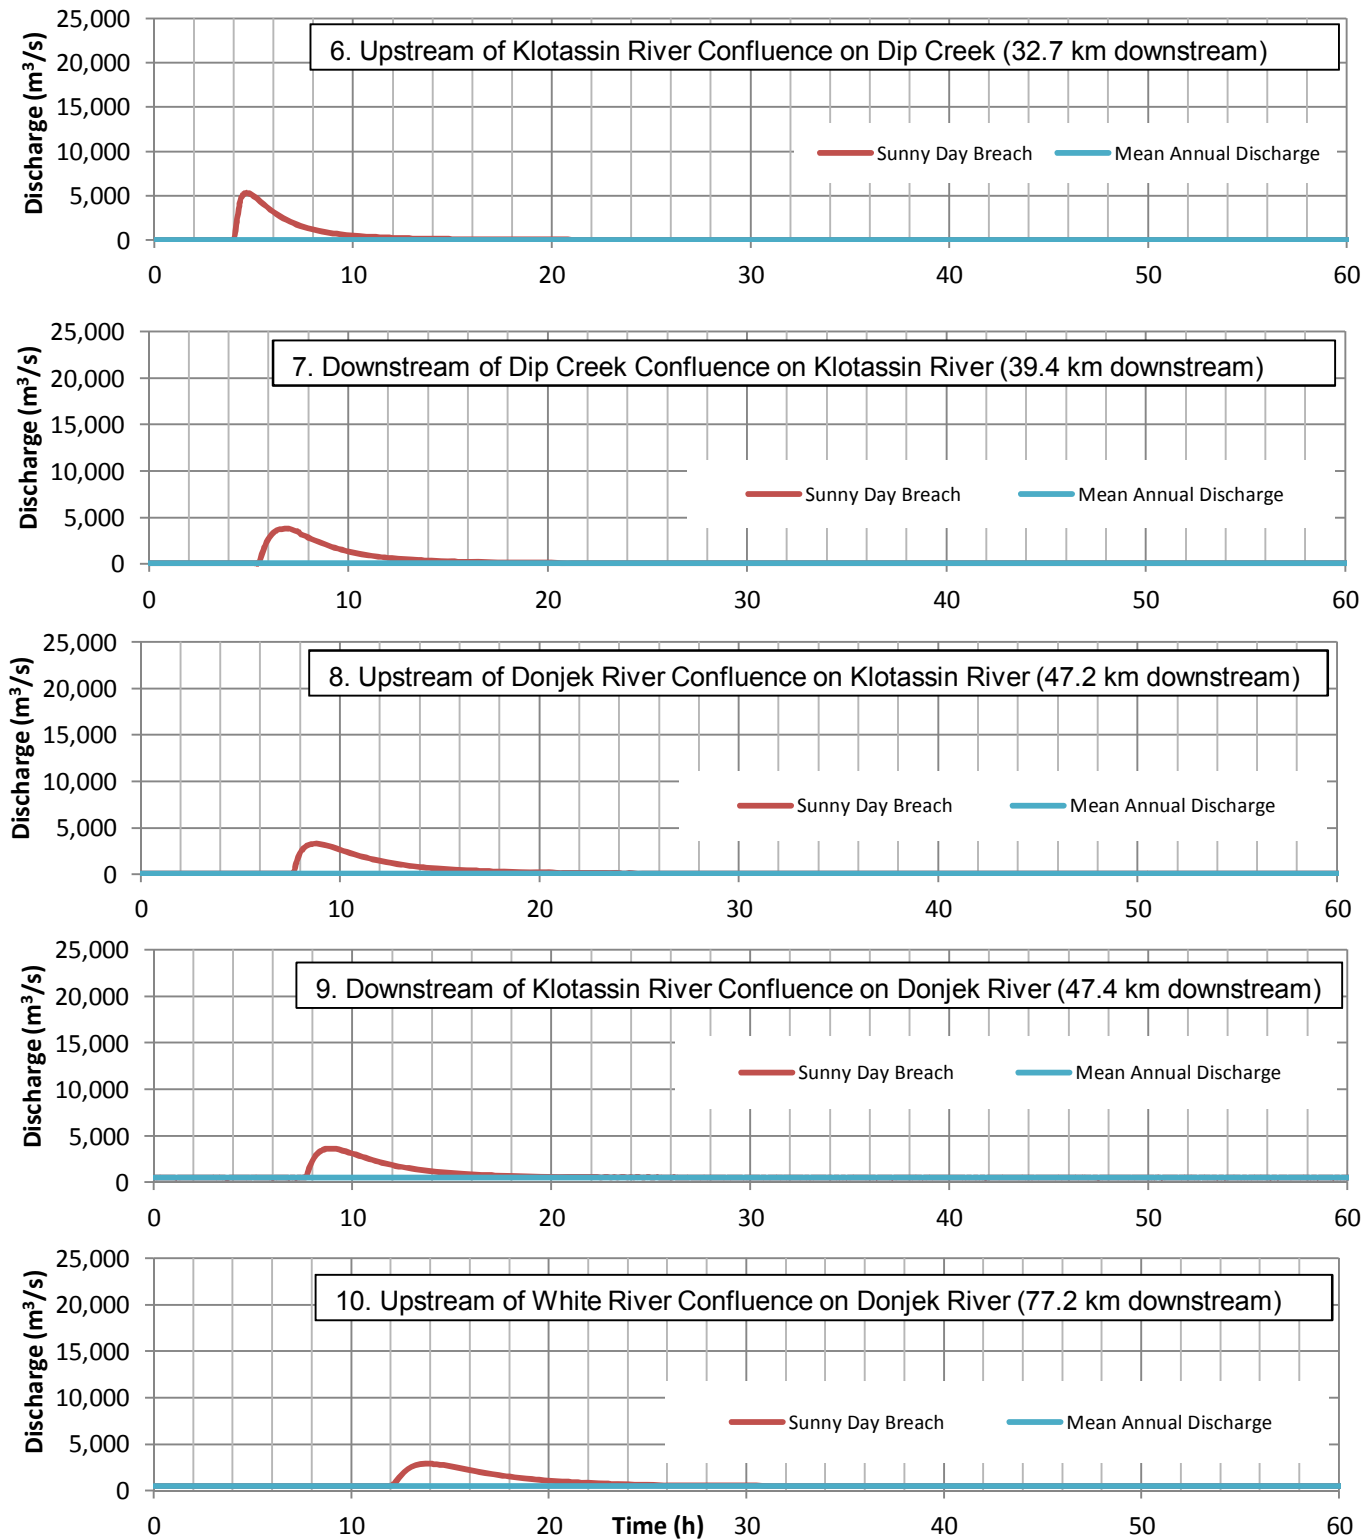 25,000
20,000
15,000
10,000
5,000
0
Discharge (m³/s)
6. Upstream of Klotassin River Confluence on Dip Creek (32.7 km downstream)
Sunny Day Breach Mean Annual Discharge
0 10 20 30 40 50 60
25,000
20,000
15,000
10,000
5,000
0
Discharge (m³/s)
7. Downstream of Dip Creek Confluence on Klotassin River (39.4 km downstream)
Sunny Day Breach Mean Annual Discharge
0 10 20 30 40 50 60
25,000
20,000
15,000
10,000
5,000
0
Discharge (m³/s)
8. Upstream of Donjek River Confluence on Klotassin River (47.2 km downstream)
Sunny Day Breach Mean Annual Discharge
0 10 20 30 40 50 60
25,000
20,000
15,000
10,000
5,000
0
Discharge (m³/s)
9. Downstream of Klotassin River Confluence on Donjek River (47.4 km downstream)
Sunny Day Breach Mean Annual Discharge
0 10 20 30 40 50 60
25,000
20,000
15,000
10,000
5,000
0
Discharge (m³/s)
10. Upstream of White River Confluence on Donjek River (77.2 km downstream)
Sunny Day Breach Mean Annual Discharge
0 10 20 30 40 50 60
Time (h)